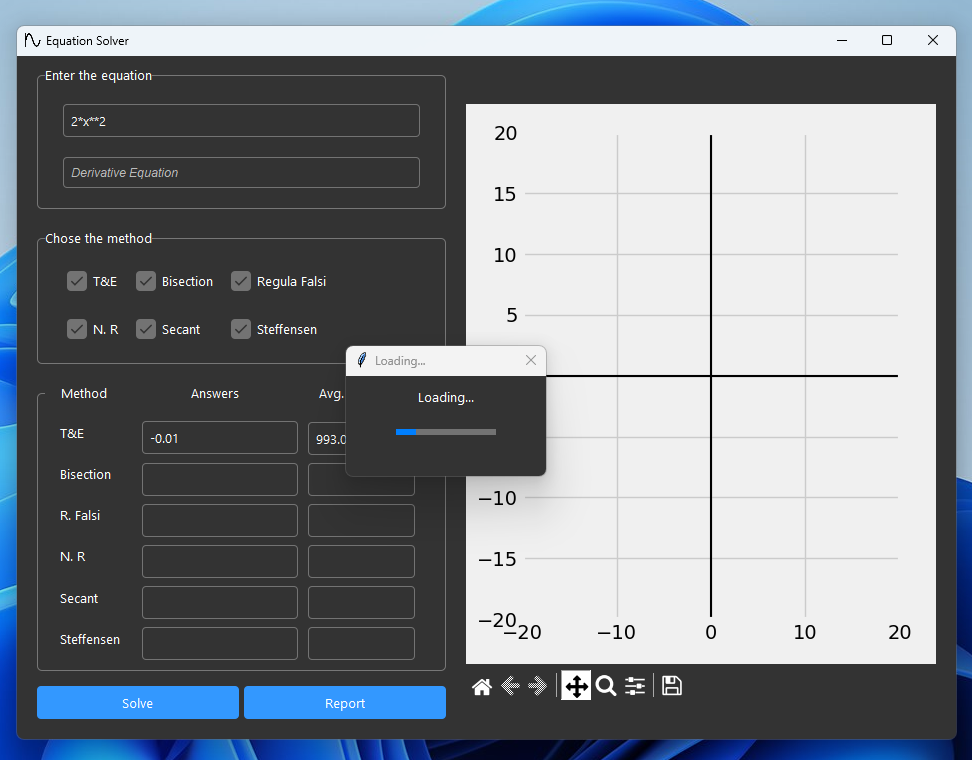 Equation Solver
Enter the equation
2*x**2
Derivative Equation
Chose the method
T&E Bisection Regula Falsi
N. R Secant Steffensen
Loading...
Loading...
Method Answers Avg.
T&E -0.01 993.0
Bisection
R. Falsi
N. R
Secant
Steffensen
Solve Report
20
15
10
5
−10
−15
−20
−20 −10 0 10 20